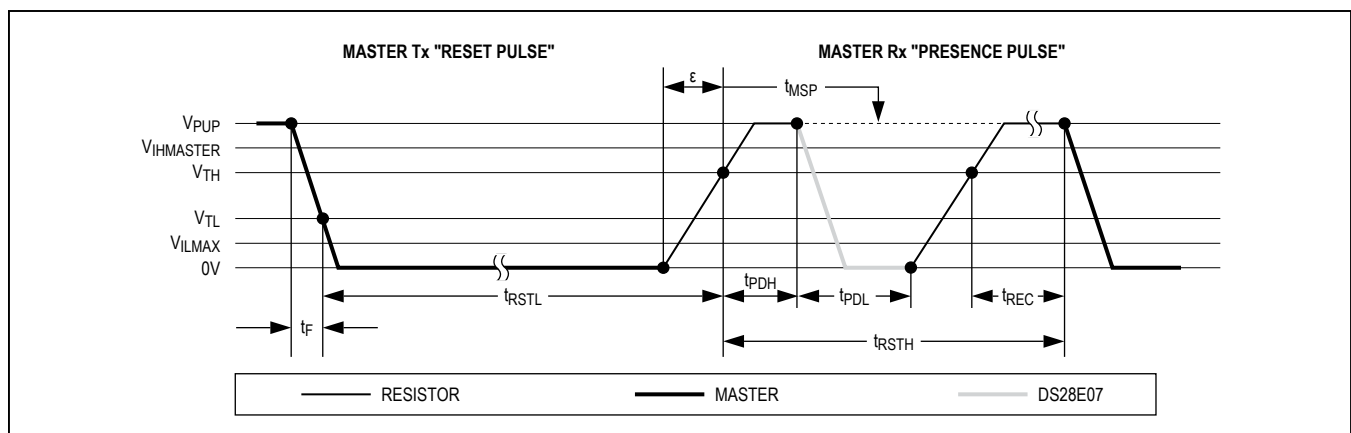 MASTER Tx "RESET PULSE" MASTER Rx "PRESENCE PULSE"
ε
tMSP
VPUP
VIHMASTER
VTH
VTL
VILMAX
0V
tRSTL
tPDH
tPDL
tREC
tF
tRSTH
RESISTOR MASTER DS28E07